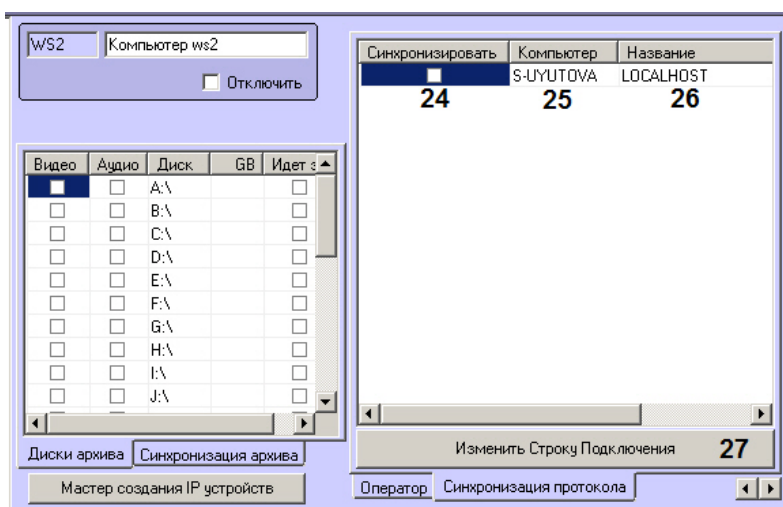 WS2 Компьютер ws2
Отключить
Видео Аудио Диск GB Идет з
A:\
B:\
C:\
D:\
E:\
F:\
G:\
H:\
I:\
J:\
Диски архива Синхронизация архива
Мастер создания IP устройств
Синхронизировать Компьютер Название
S-UYUTOVA LOCALHOST
24 25 26
Изменить Строку Подключения 27
Оператор Синхронизация протокола